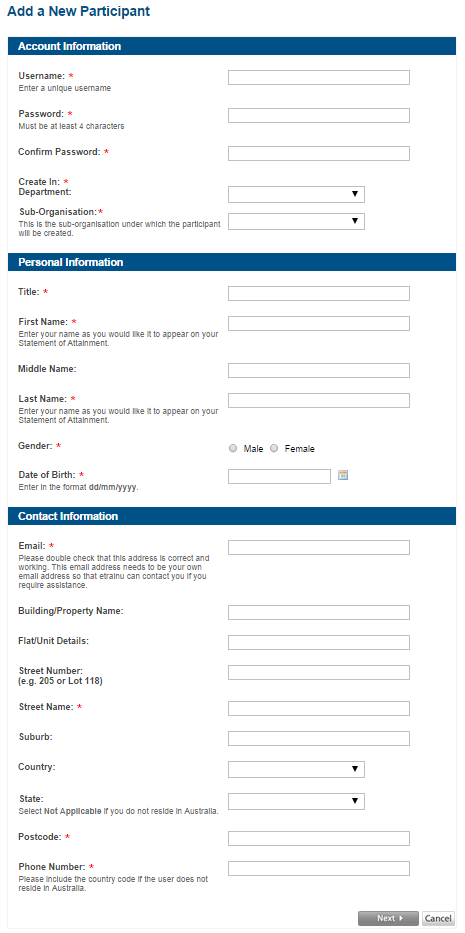 Add a New Participant
Account Information
Username: *
Enter a unique username
Password: *
Must be at least 4 characters
Confirm Password: *
Create In: *
Department:
Sub-Organisation:*
This is the sub-organisation under which the participant
will be created.
Personal Information
Title: *
First Name: *
Enter your name as you would like it to appear on your
Statement of Attainment.
Middle Name:
Last Name: *
Enter your name as you would like it to appear on your
Statement of Attainment.
Gender: *
Male Female
Date of Birth: *
Enter in the format dd/mm/yyyy.
Contact Information
Email: *
Please double check that this address is correct and
working. This email address needs to be your own
email address so that etrainu can contact you if you
require assistance.
Building/Property Name:
Flat/Unit Details:
Street Number:
(e.g. 205 or Lot 118)
Street Name: *
Suburb:
Country:
State:
Select Not Applicable if you do not reside in Australia.
Postcode: *
Phone Number: *
Please include the country code if the user does not
reside in Australia.
Next Cancel